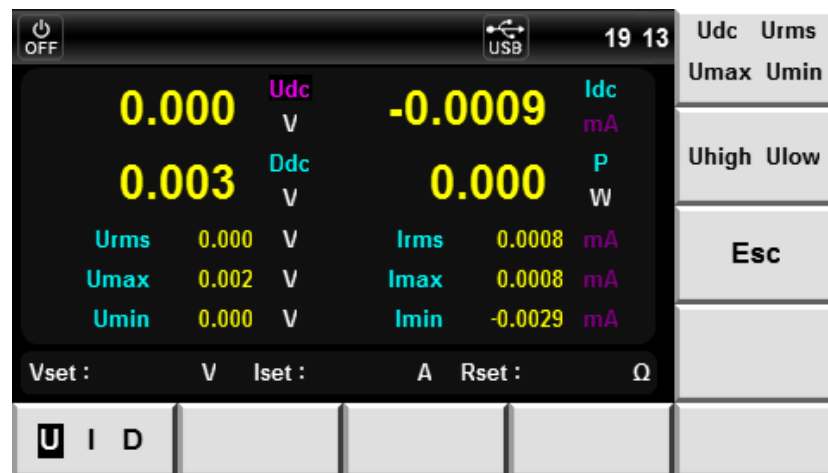 OFF USB 19 13
Udc Urms
Umax Umin
Uhigh Ulow
Esc
0.000 Udc V -0.0009 Idc mA
0.003 Ddc V 0.000 P W
Urms 0.000 V Irms 0.0008 mA
Umax 0.002 V Imax 0.0008 mA
Umin 0.000 V Imin -0.0029 mA
Vset : V Iset : A Rset : Ω
U I D